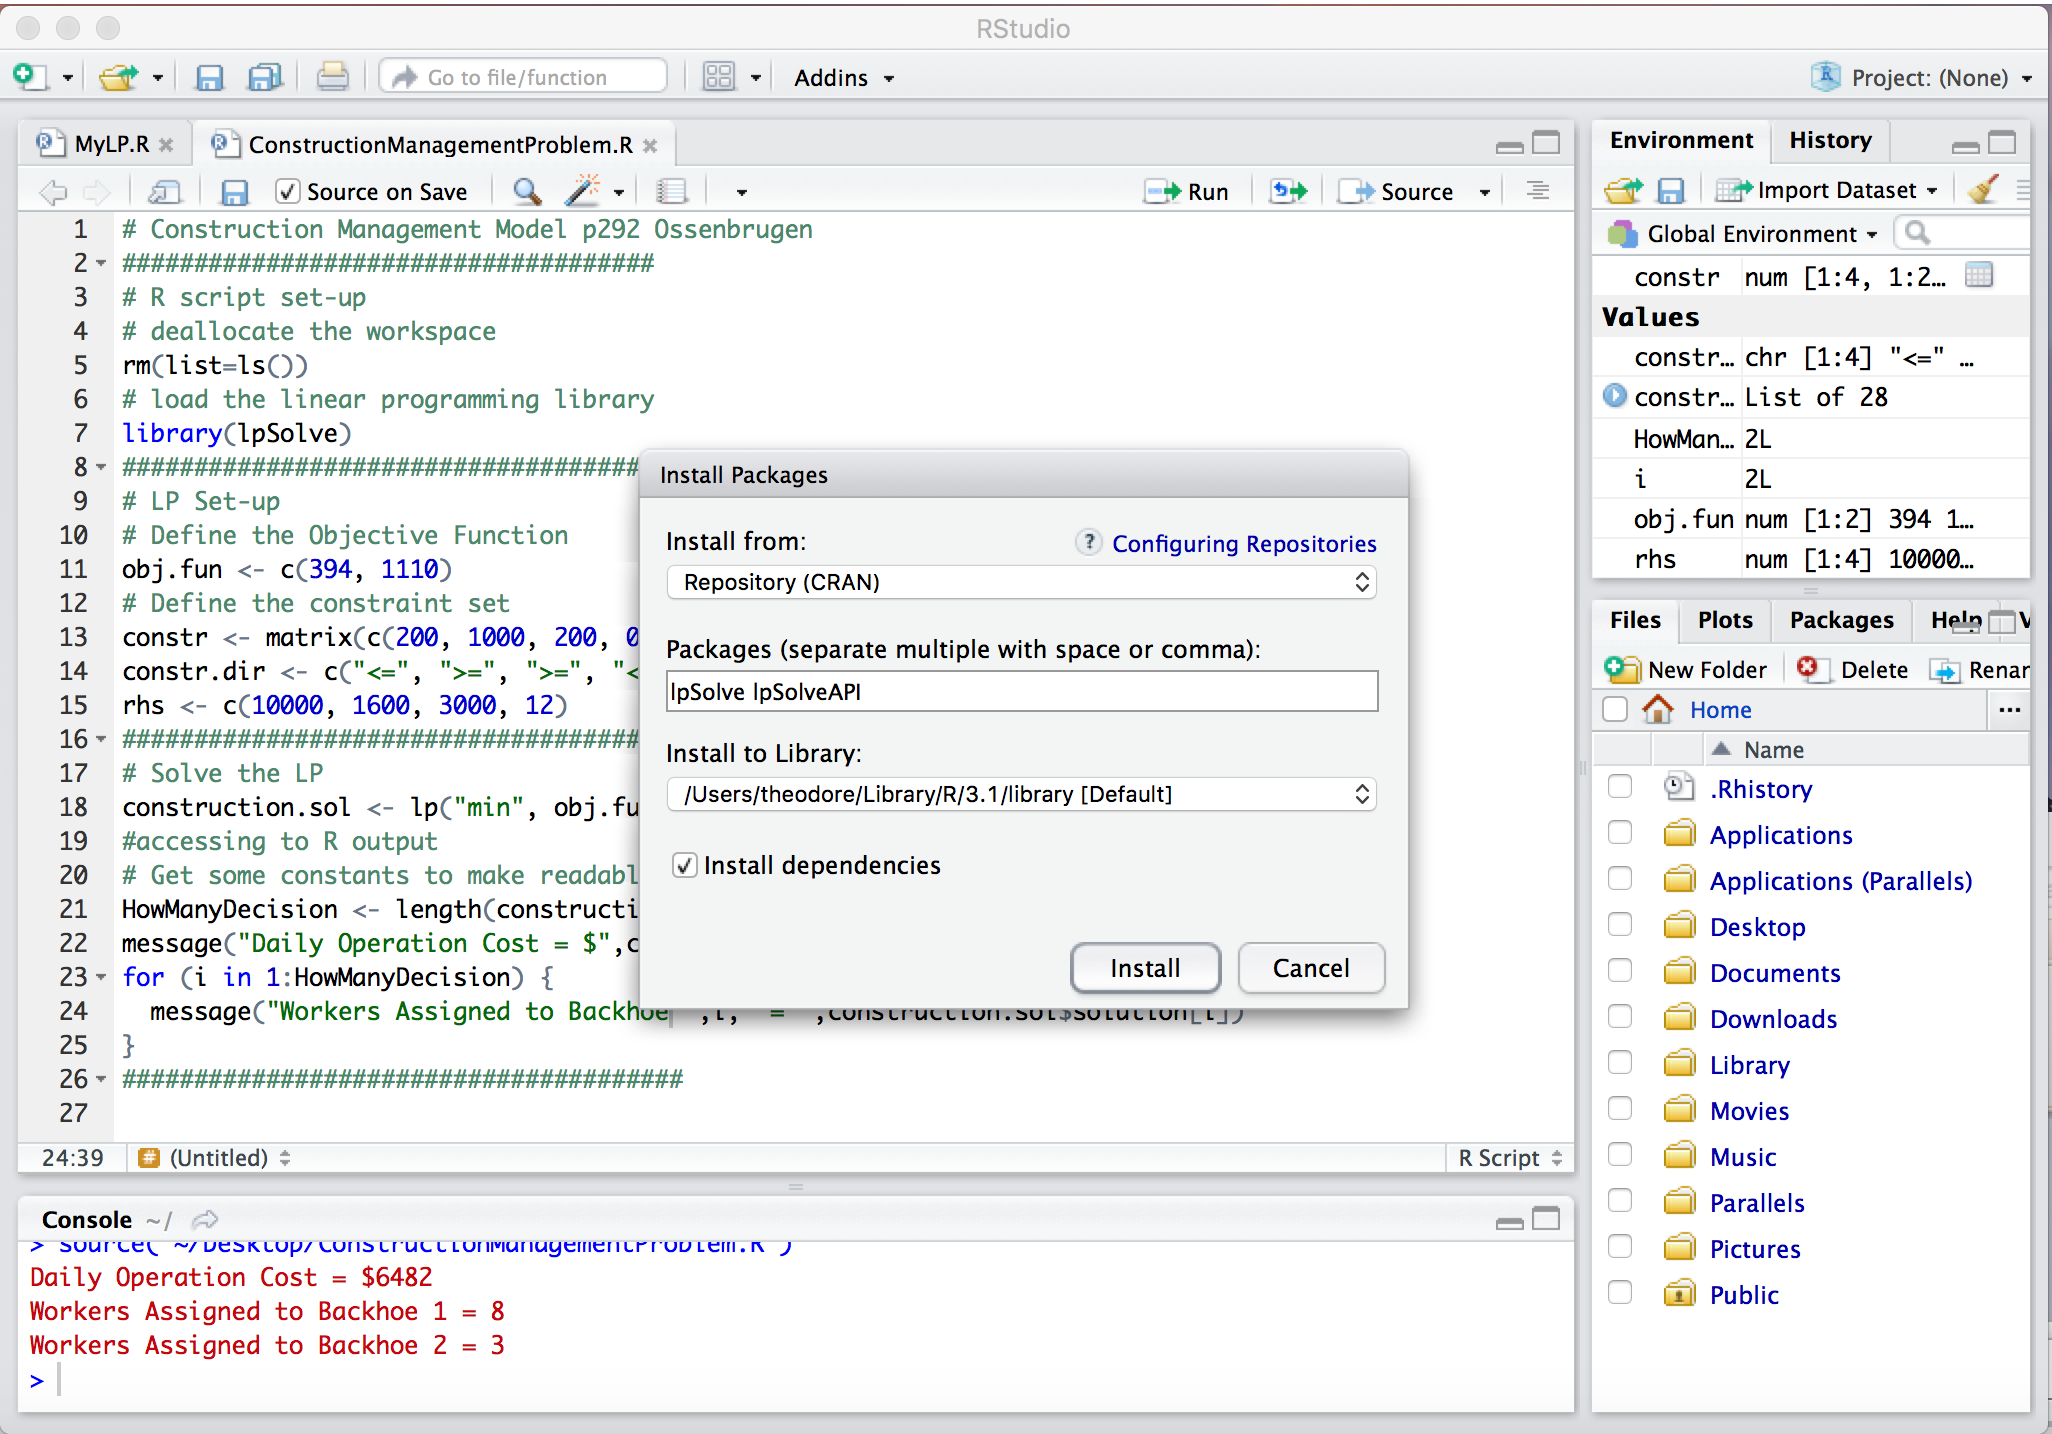 RStudio
Go to file/function
Addins
Project: (None)
MyLP.R
ConstructionManagementProblem.R
Source on Save
Run
Source
1 # Construction Management Model p292 Ossenbrugen
2 #####################################
3 # R script set-up
4 # deallocate the workspace
5 rm(list=ls())
6 # load the linear programming library
7 library(lpSolve)
8 ####################################
9 # LP Set-up
10 # Define the Objective Function
11 obj.fun <- c(394, 1110)
12 # Define the constraint set
13 constr <- matrix(c(200, 1000, 200, 0
14 constr.dir <- c("<=", ">=", ">=", "<
15 rhs <- c(10000, 1600, 3000, 12)
16 ####################################
17 # Solve the LP
18 construction.sol <- lp("min", obj.fu
19 #accessing to R output
20 # Get some constants to make readabl
21 HowManyDecision <- length(constructi
22 message("Daily Operation Cost = $",c
23 for (i in 1:HowManyDecision) {
24 message("Workers Assigned to Backhoe ",i, " = ",construction.sol$solution[i])
25 }
26 #######################################
27
24:39
(Untitled)
R Script
Install Packages
Install from:
? Configuring Repositories
Repository (CRAN)
Packages (separate multiple with space or comma):
lpSolve lpSolveAPI
Install to Library:
/Users/theodore/Library/R/3.1/library [Default]
Install dependencies
Install
Cancel
Console ~/
> source("~/Desktop/ConstructionManagementProblem.R")
Daily Operation Cost = $6482
Workers Assigned to Backhoe 1 = 8
Workers Assigned to Backhoe 2 = 3
>
Environment
History
Import Dataset
Global Environment
constr num [1:4, 1:2…
Values
constr… chr [1:4] "<=" …
constr… List of 28
HowMan… 2L
i 2L
obj.fun num [1:2] 394 1…
rhs num [1:4] 10000…
Files
Plots
Packages
Help
V
New Folder
Delete
Renar
Home
...
Name
.Rhistory
Applications
Applications (Parallels)
Desktop
Documents
Downloads
Library
Movies
Music
Parallels
Pictures
Public